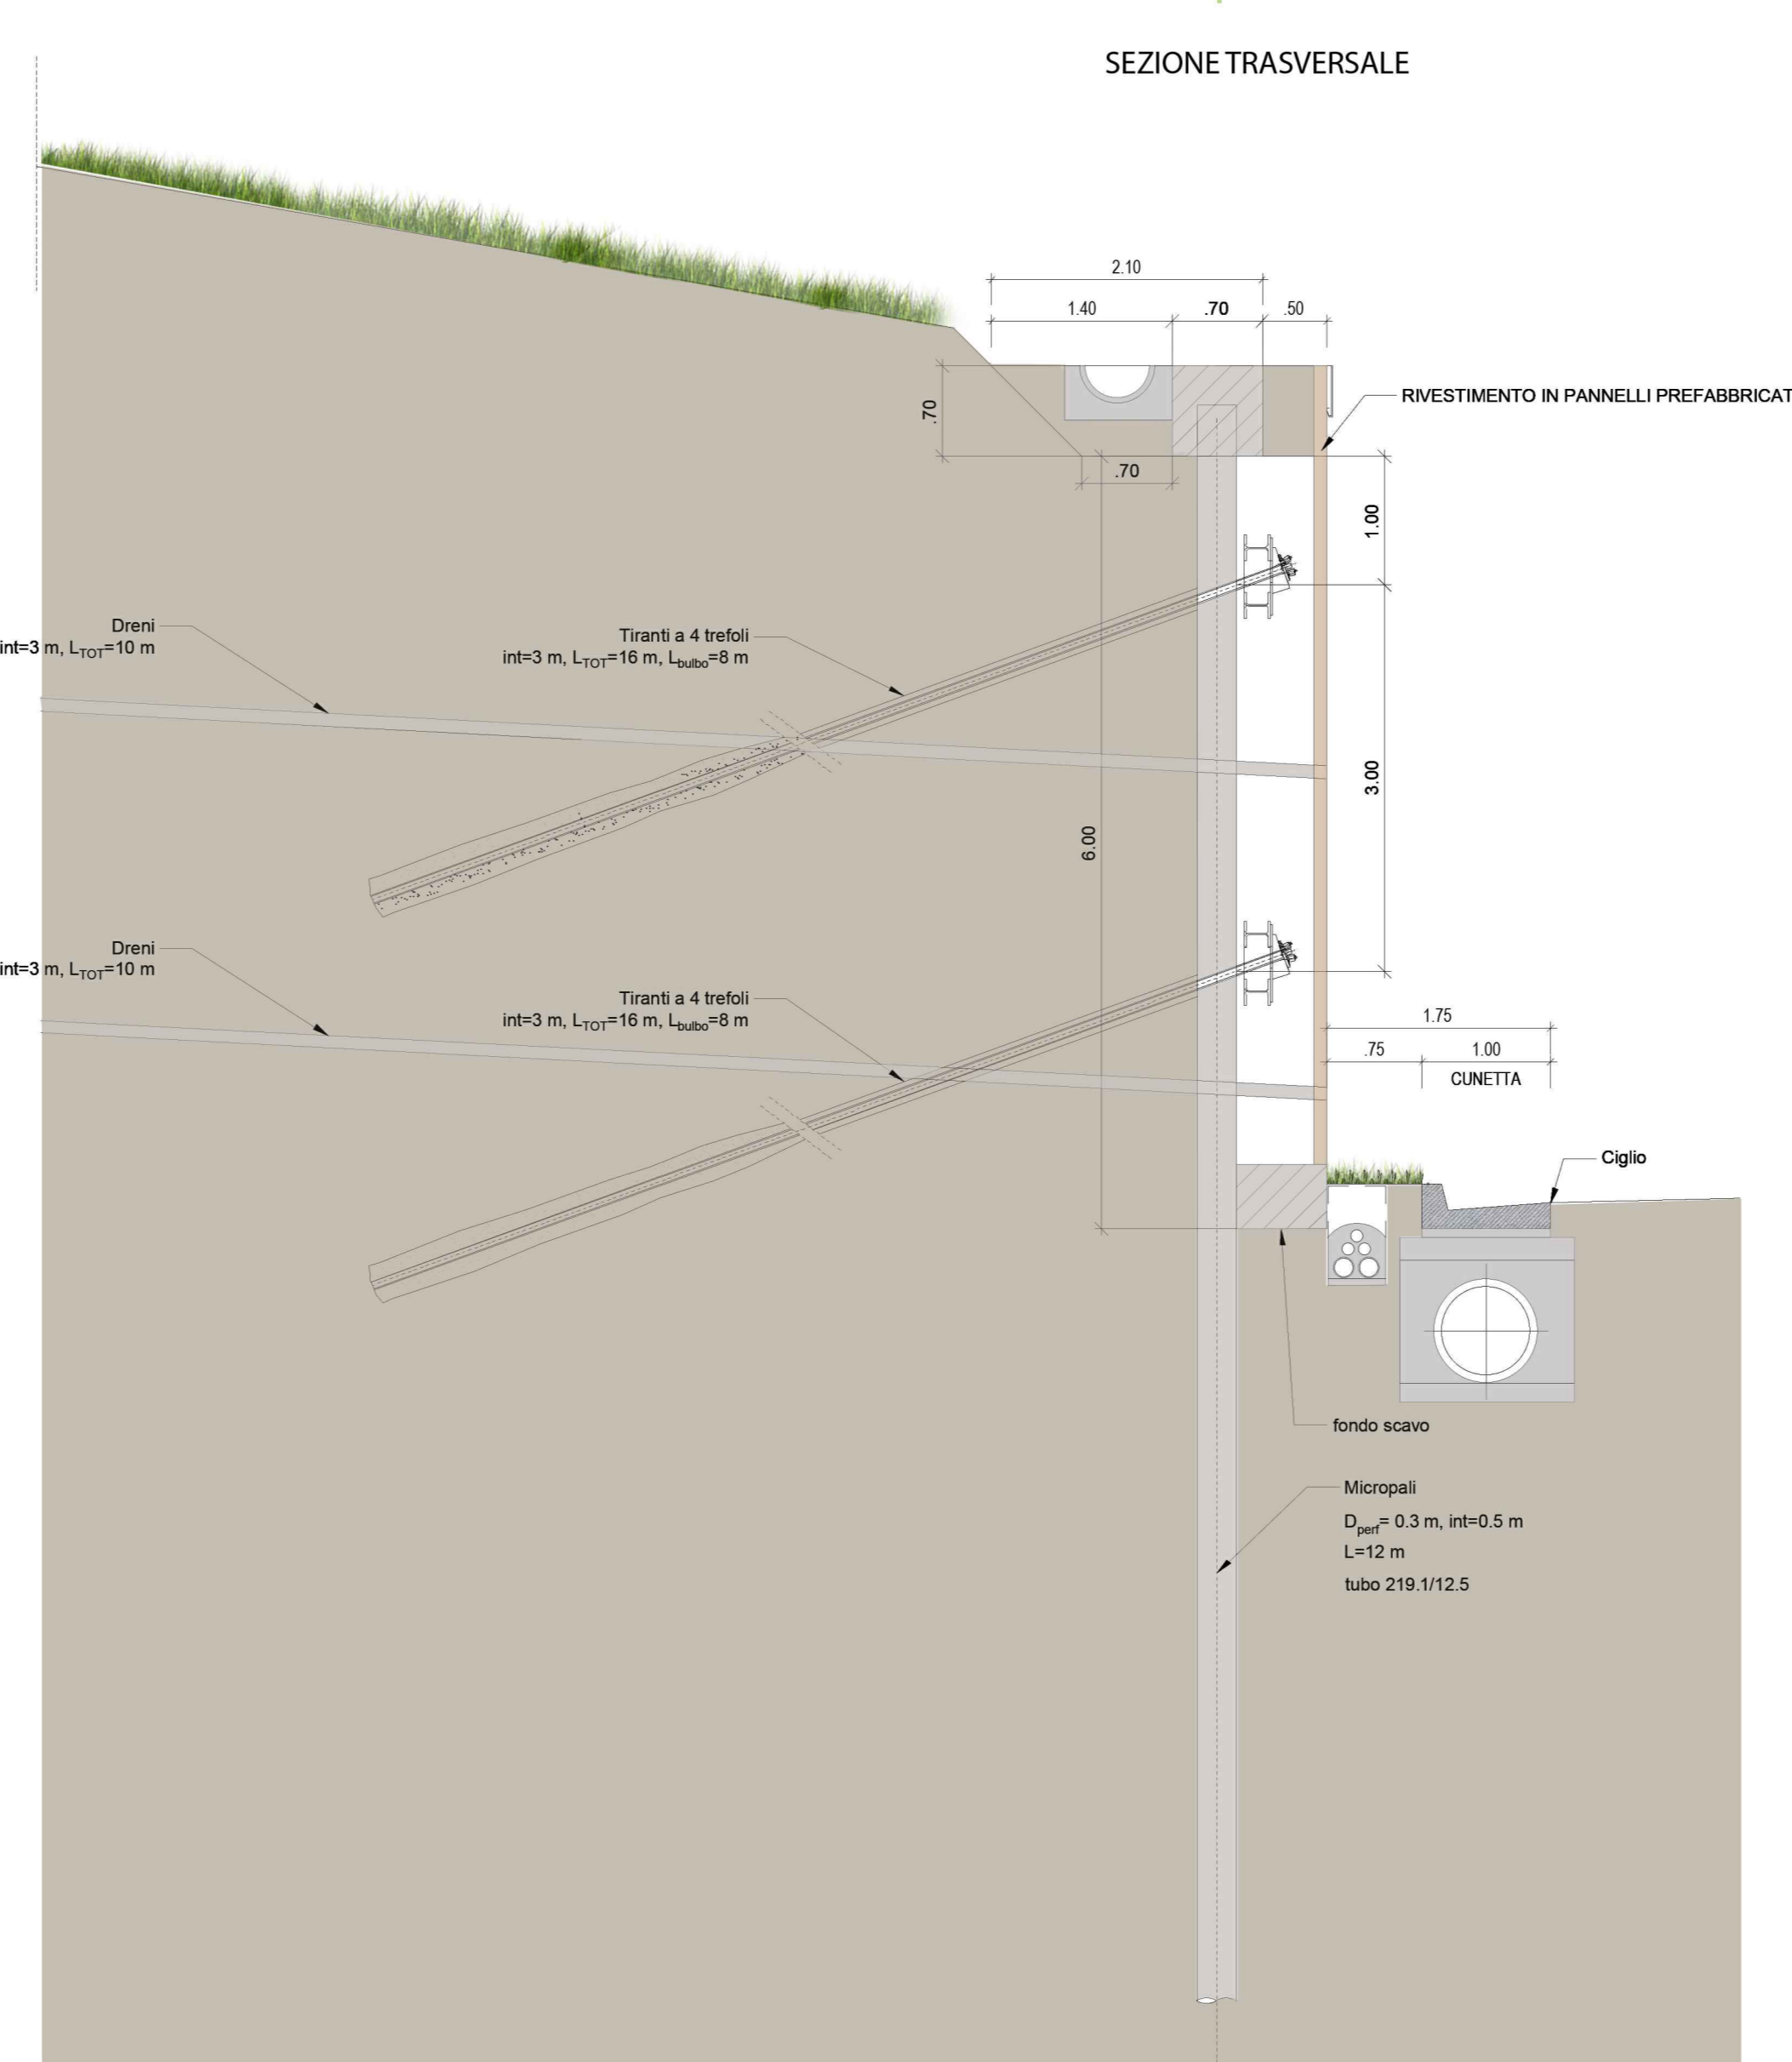 SEZIONE TRASVERSALE
2.10
1.40
.70
.50
RIVESTIMENTO IN PANNELLI PREFABBRICAT
.70
.70
1.00
Dreni
int=3 m, LTOT=10 m
Tiranti a 4 trefoli
int=3 m, LTOT=16 m, Lbulbo=8 m
3.00
6.00
Dreni
int=3 m, LTOT=10 m
Tiranti a 4 trefoli
int=3 m, LTOT=16 m, Lbulbo=8 m
1.75
.75
1.00
CUNETTA
Ciglio
fondo scavo
Micropali
Dperf= 0.3 m, int=0.5 m
L=12 m
tubo 219.1/12.5